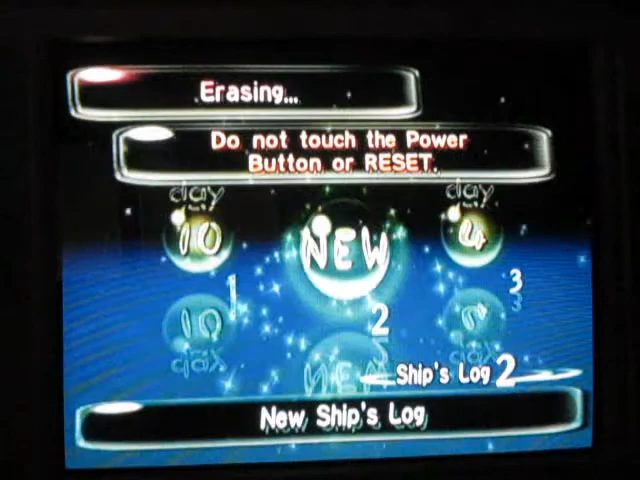 Erasing...
Do not touch the Power
Button or RESET.
day
10
1
NEW
2
day
4
3
Ship's Log 2
New Ship's Log